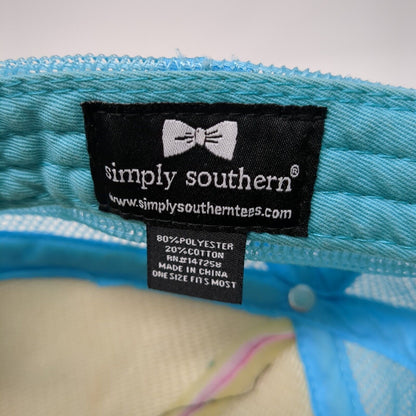 simply southern®
www.simplysoutherntees.com
80%POLYESTER
20%COTTON
RN#147258
MADE IN CHINA
ONE SIZE FITS MOST